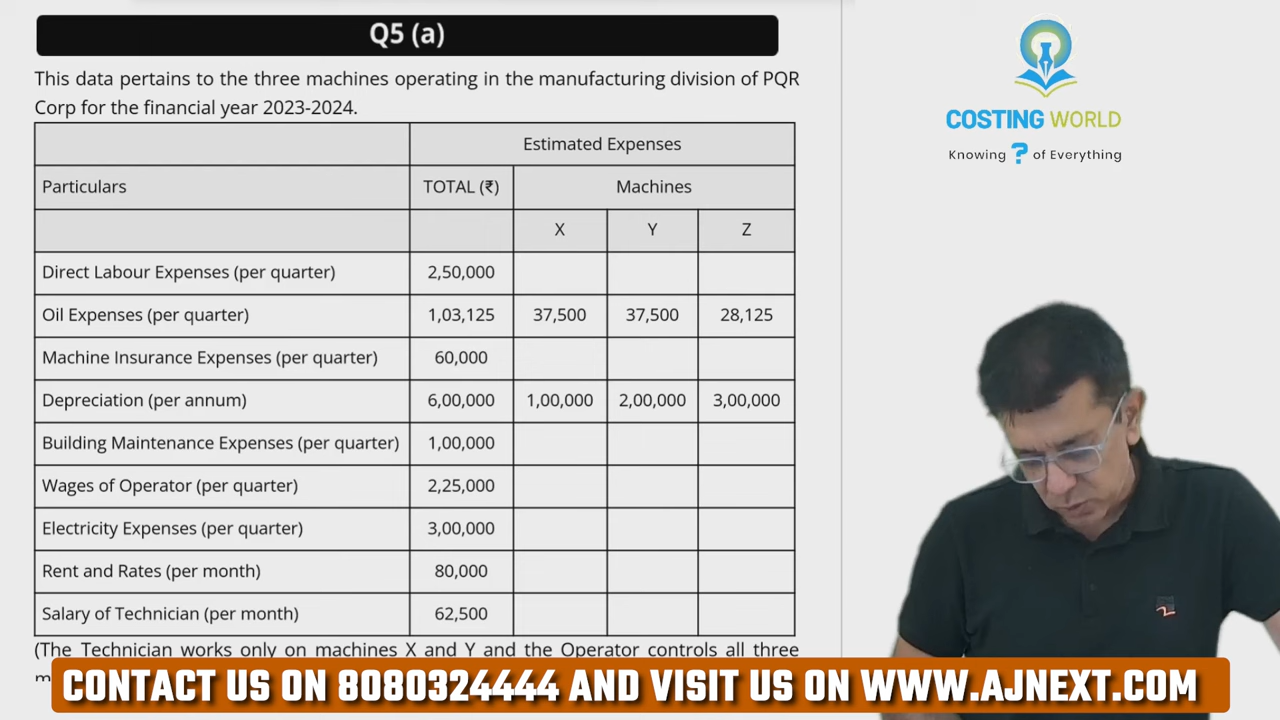 Q5 (a)
This data pertains to the three machines operating in the manufacturing division of PQR
Corp for the financial year 2023-2024.
Estimated Expenses
Particulars TOTAL (₹) Machines
X Y Z
Direct Labour Expenses (per quarter) 2,50,000
Oil Expenses (per quarter) 1,03,125 37,500 37,500 28,125
Machine Insurance Expenses (per quarter) 60,000
Depreciation (per annum) 6,00,000 1,00,000 2,00,000 3,00,000
Building Maintenance Expenses (per quarter) 1,00,000
Wages of Operator (per quarter) 2,25,000
Electricity Expenses (per quarter) 3,00,000
Rent and Rates (per month) 80,000
Salary of Technician (per month) 62,500
(The Technician works only on machines X and Y and the Operator controls all three
COSTING WORLD
Knowing ? of Everything
CONTACT US ON 8080324444 AND VISIT US ON WWW.AJNEXT.COM